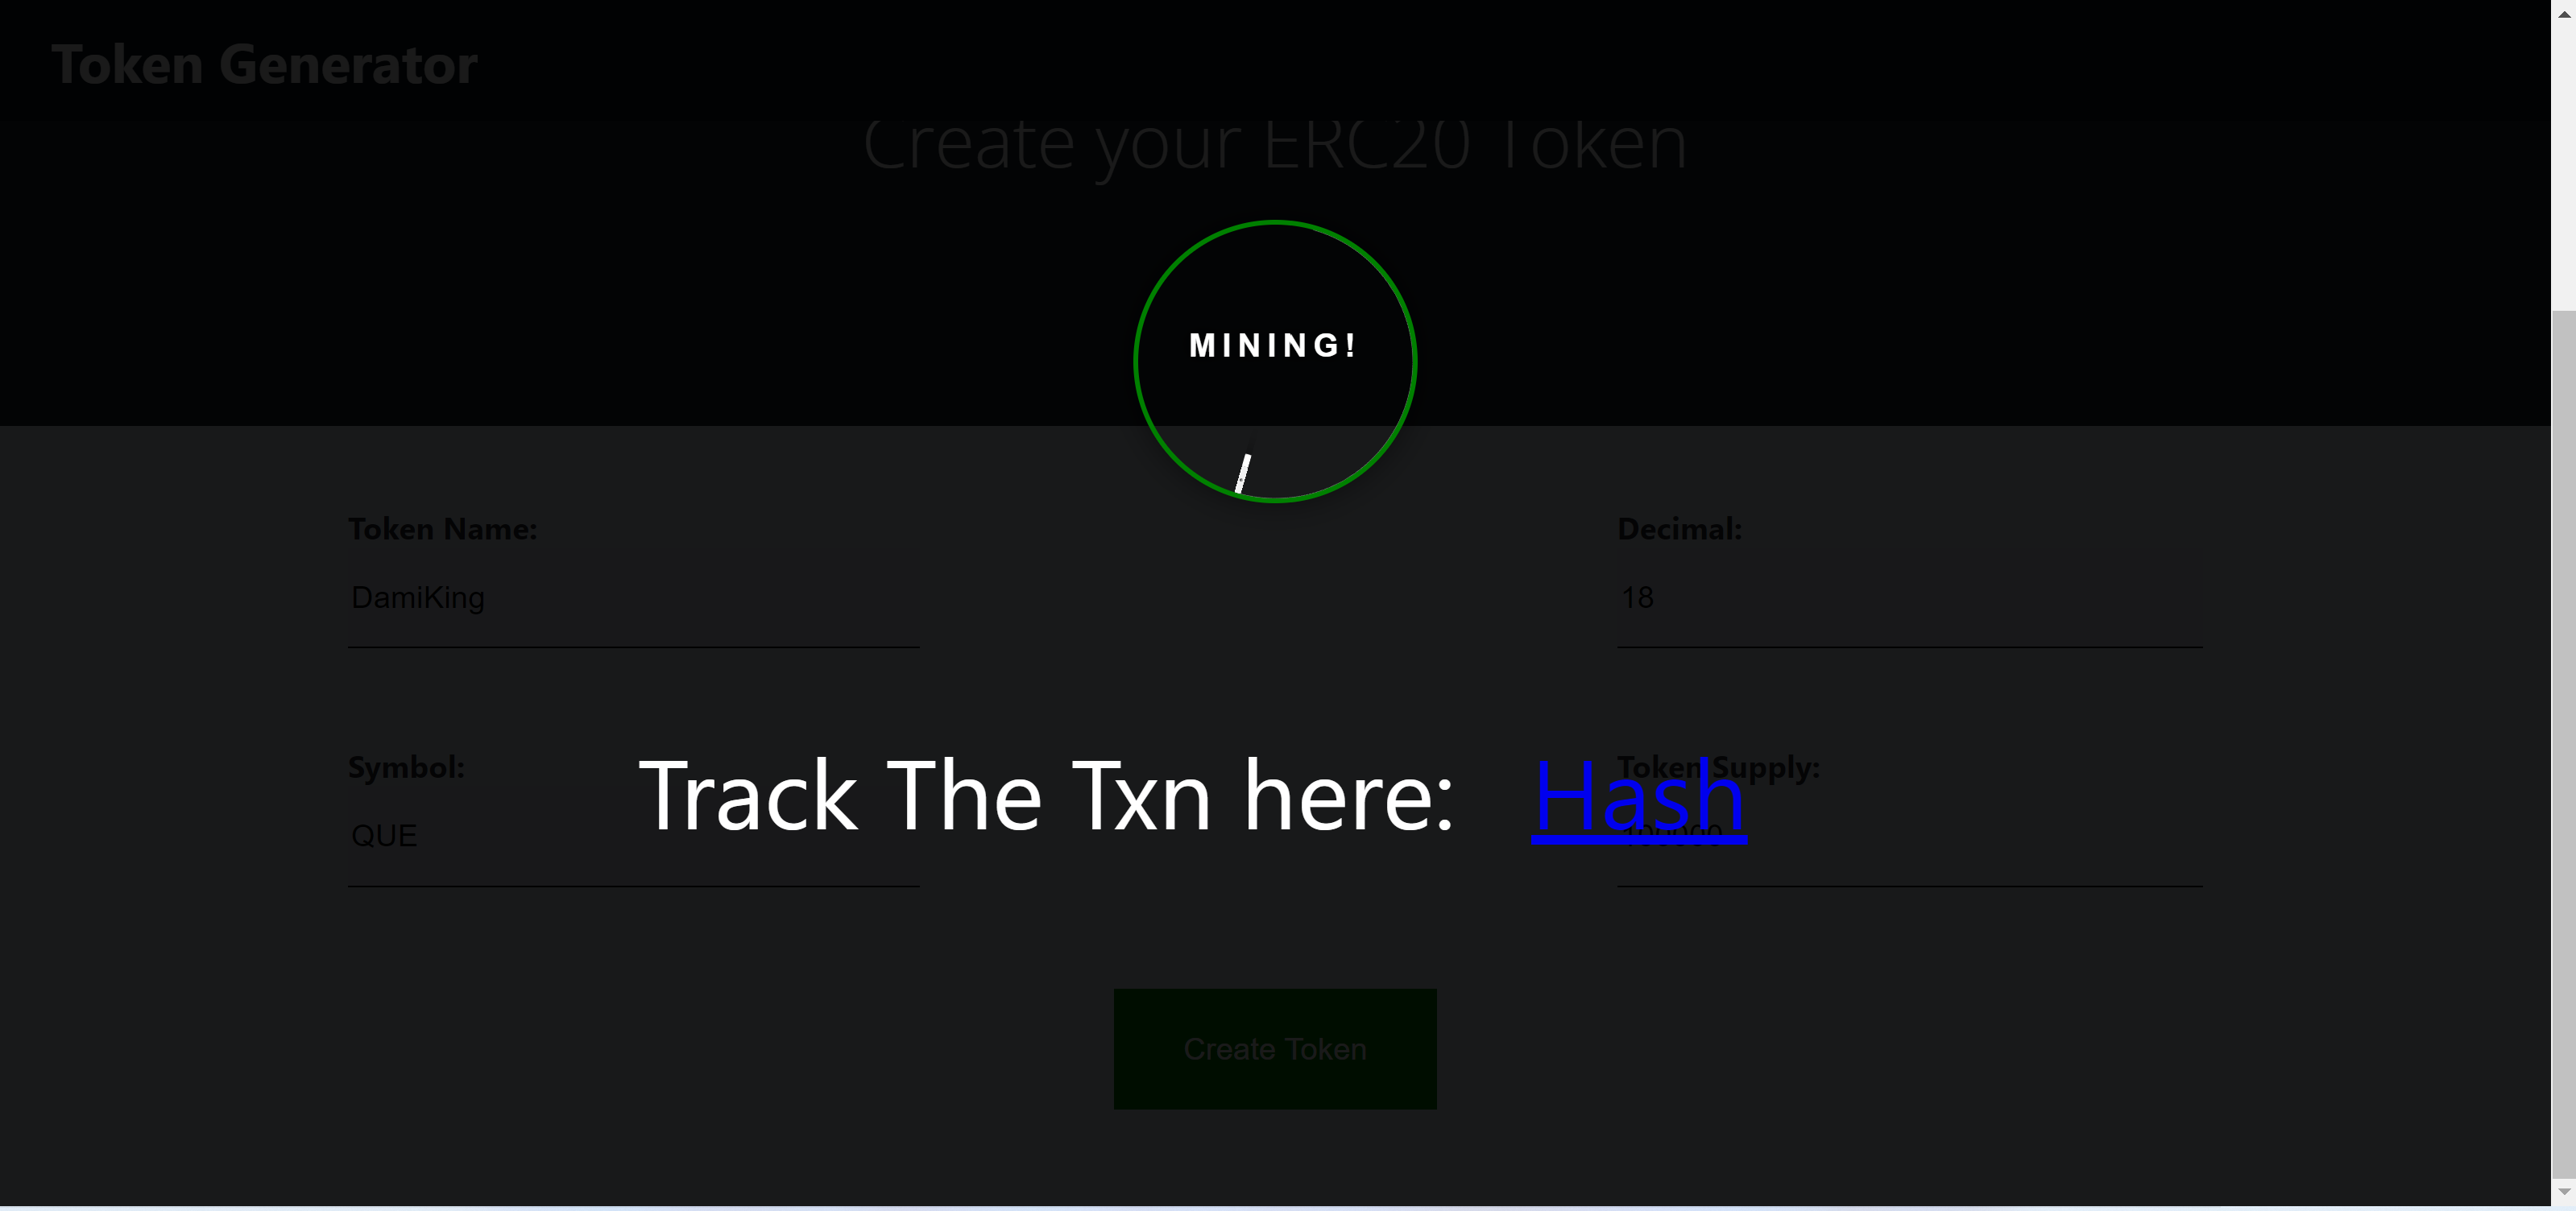 Token Generator
Create your ERC20 Token
MINING!
Token Name:
DamiKing
Decimal:
18
Symbol:
QUE
Track The Txn here: Hash
Token Supply:
100000
Create Token